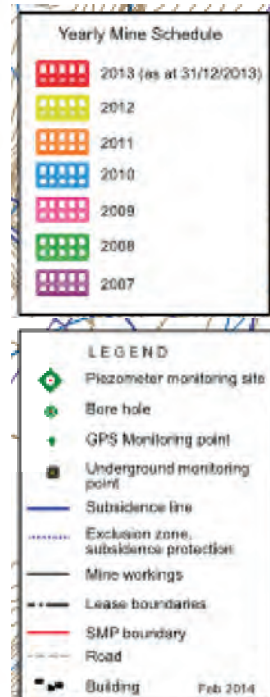 Yearly Mine Schedule
2013 (as at 31/12/2013)
2012
2011
2010
2009
2008
2007
LEGEND
Piezometer monitoring site
Bore hole
GPS Monitoring point
Underground monitoring
point
Subsidence line
Exclusion zone,
subsidence protection
Mine workings
Lease boundaries
SMP boundary
Road
Building Feb 2014